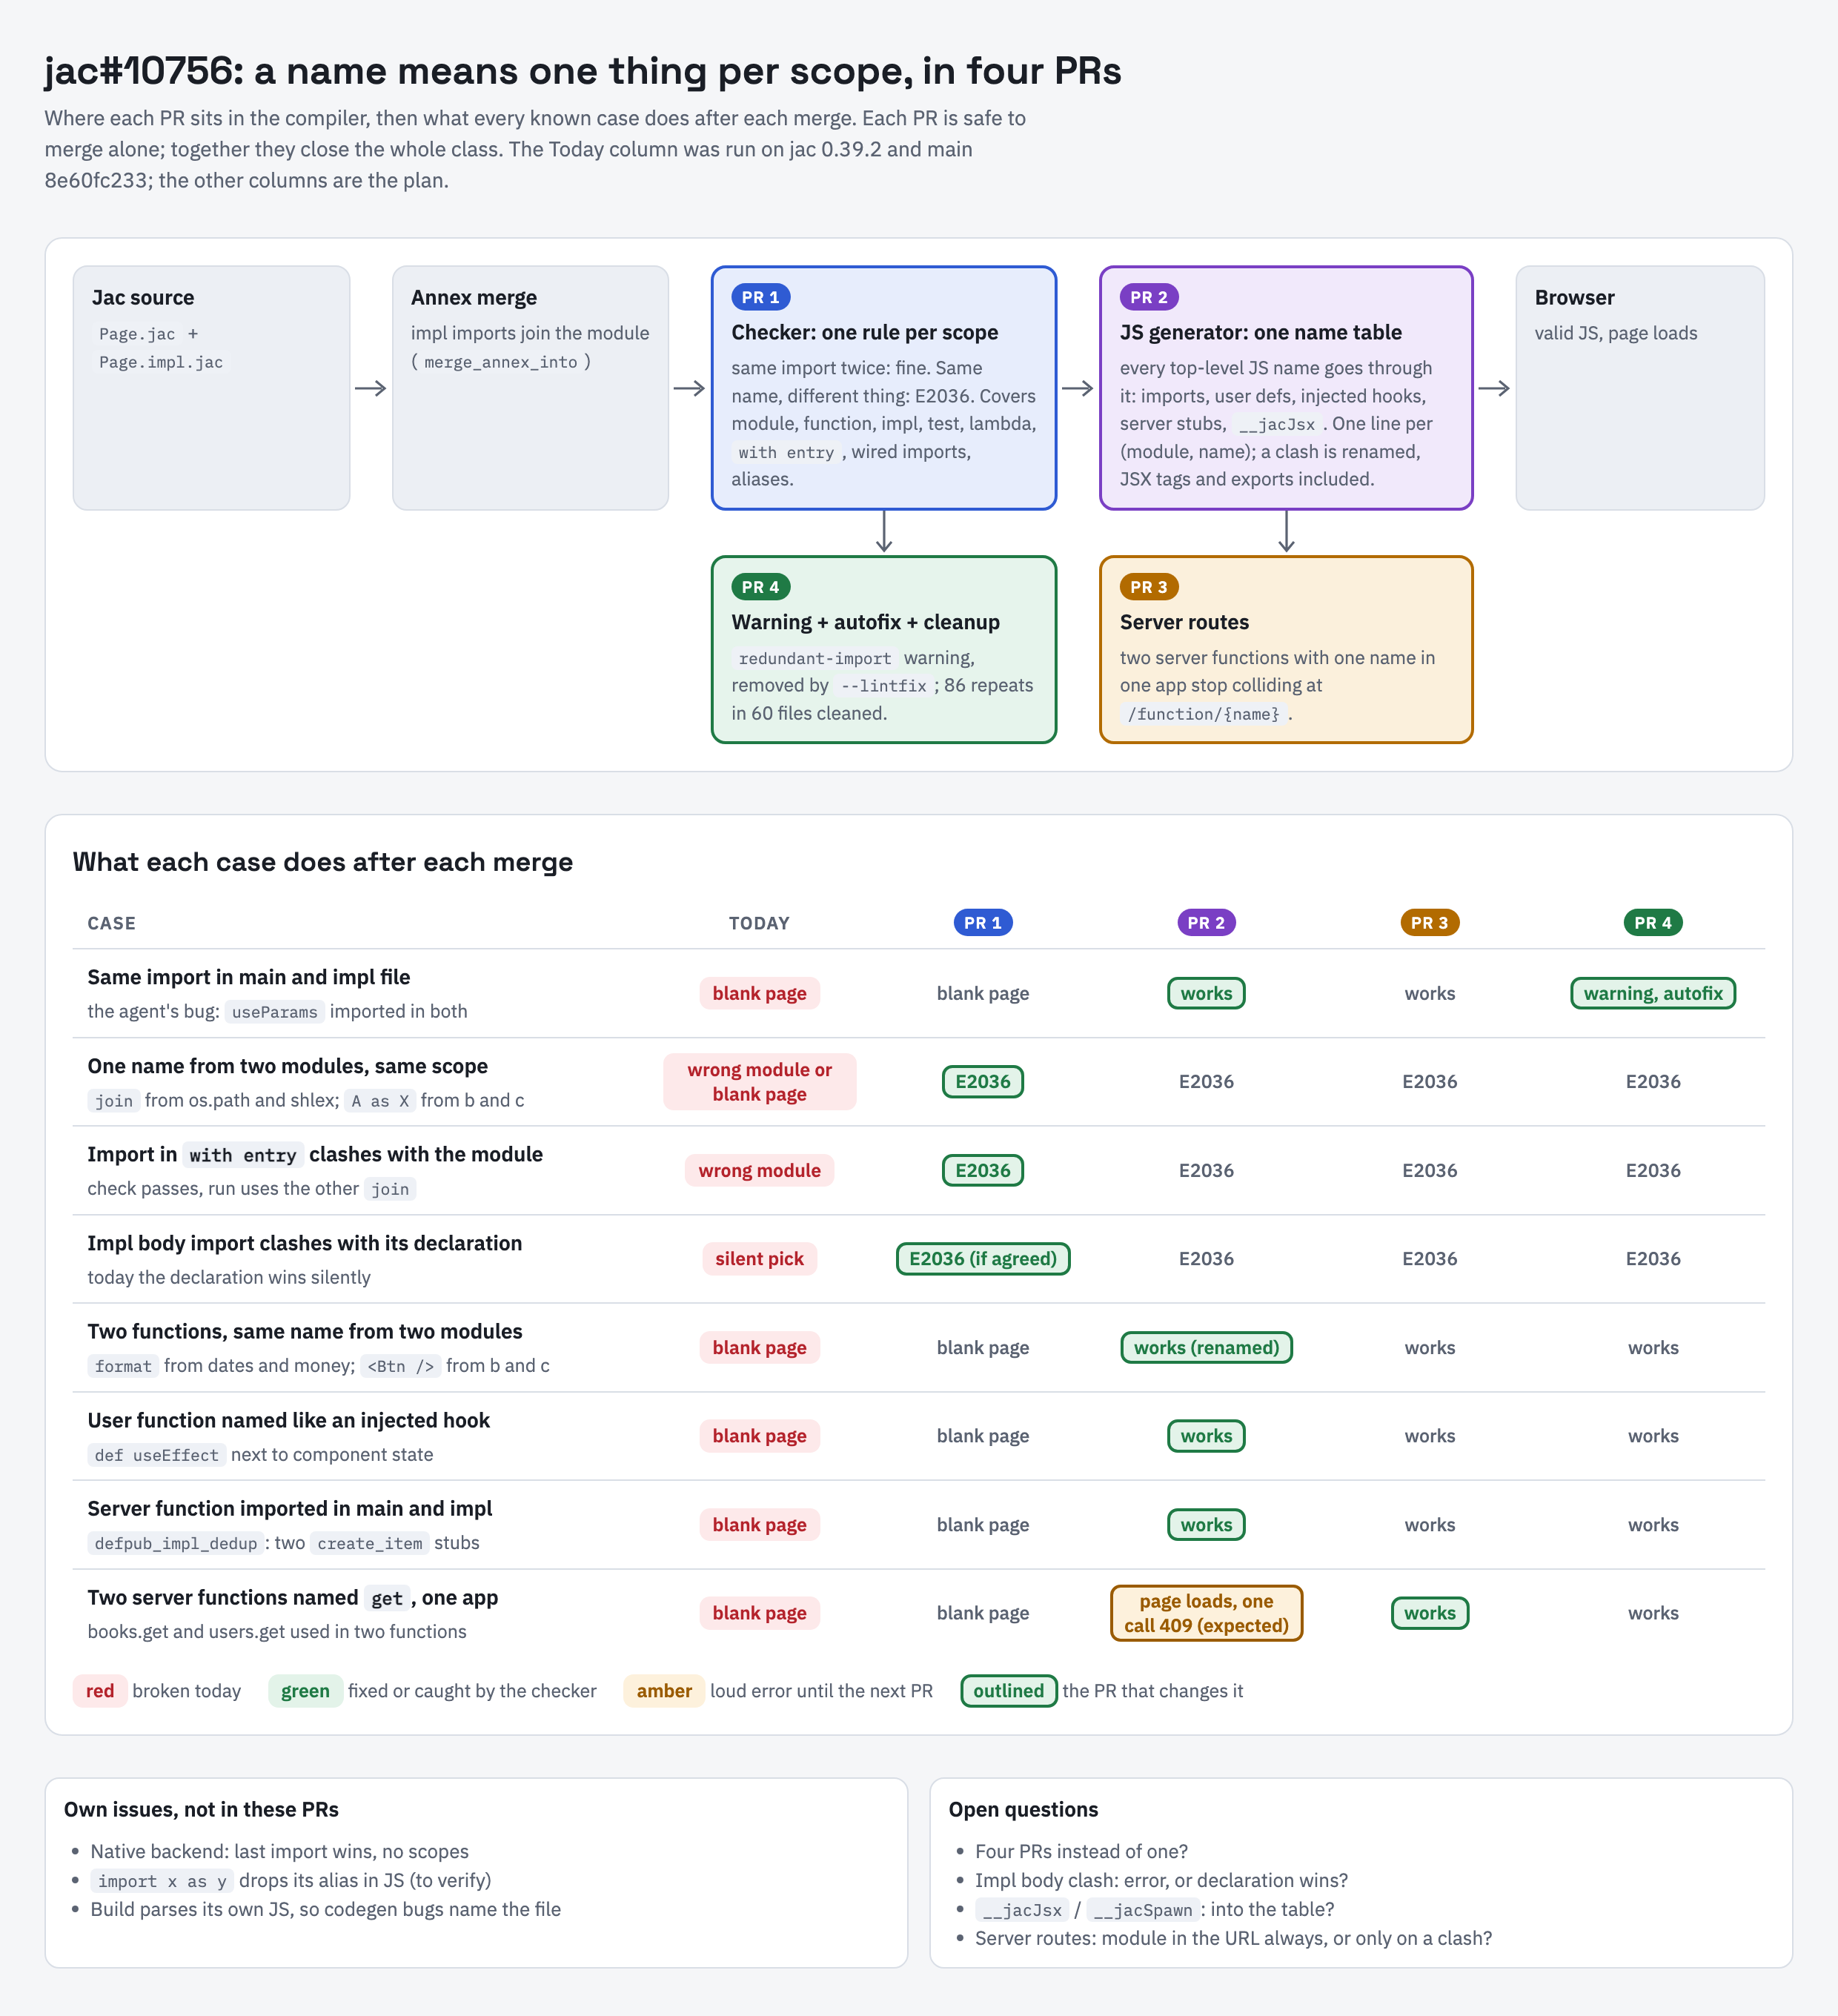 jac#10756: a name means one thing per scope, in four PRs
Where each PR sits in the compiler, then what every known case does after each merge. Each PR is safe to
merge alone; together they close the whole class. The Today column was run on jac 0.39.2 and main
8e60fc233; the other columns are the plan.
Jac source
Page.jac +
Page.impl.jac
Annex merge
impl imports join the module
( merge_annex_into )
PR 1
Checker: one rule per scope
same import twice: fine. Same
name, different thing: E2036. Covers
module, function, impl, test, lambda,
with entry , wired imports,
aliases.
PR 2
JS generator: one name table
every top-level JS name goes through
it: imports, user defs, injected hooks,
server stubs, __jacJsx . One line per
(module, name); a clash is renamed,
JSX tags and exports included.
Browser
valid JS, page loads
PR 4
Warning + autofix + cleanup
redundant-import warning,
removed by --lintfix ; 86 repeats
in 60 files cleaned.
PR 3
Server routes
two server functions with one name in
one app stop colliding at
/function/{name} .
What each case does after each merge
CASE TODAY PR 1 PR 2 PR 3 PR 4
Same import in main and impl file
the agent's bug: useParams imported in both
blank page blank page works works warning, autofix
One name from two modules, same scope
join from os.path and shlex; A as X from b and c
wrong module or
blank page
E2036 E2036 E2036 E2036
Import in with entry clashes with the module
check passes, run uses the other join
wrong module E2036 E2036 E2036 E2036
Impl body import clashes with its declaration
today the declaration wins silently
silent pick E2036 (if agreed) E2036 E2036 E2036
Two functions, same name from two modules
format from dates and money; <Btn /> from b and c
blank page blank page works (renamed) works works
User function named like an injected hook
def useEffect next to component state
blank page blank page works works works
Server function imported in main and impl
defpub_impl_dedup : two create_item stubs
blank page blank page works works works
Two server functions named get , one app
books.get and users.get used in two functions
blank page blank page
page loads, one
call 409 (expected)
works works
red broken today green fixed or caught by the checker amber loud error until the next PR outlined the PR that changes it
Own issues, not in these PRs
• Native backend: last import wins, no scopes
• import x as y drops its alias in JS (to verify)
• Build parses its own JS, so codegen bugs name the file
Open questions
• Four PRs instead of one?
• Impl body clash: error, or declaration wins?
• __jacJsx / __jacSpawn : into the table?
• Server routes: module in the URL always, or only on a clash?